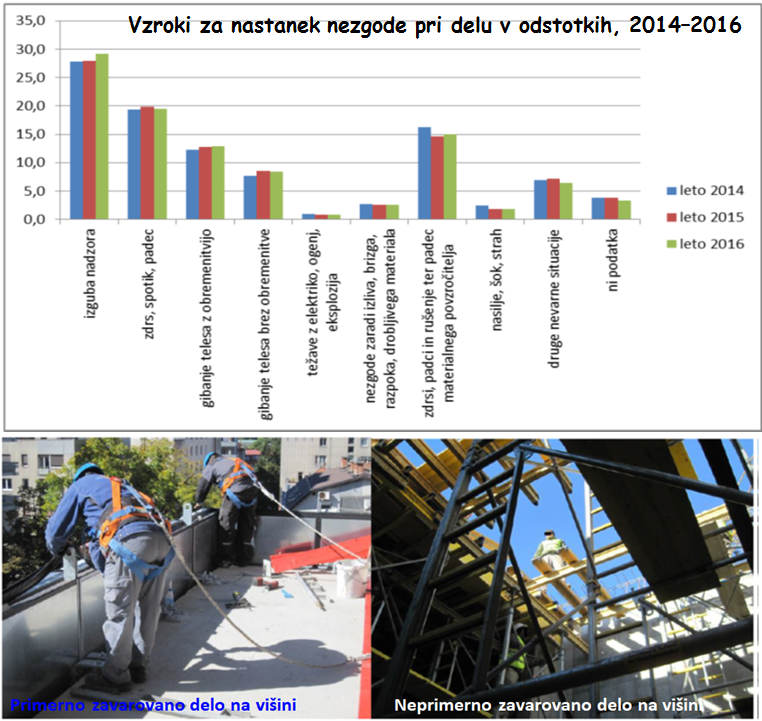 Vzroki za nastanek nezgode pri delu v odstotkih, 2014–2016
35,0
30,0
25,0
20,0
15,0
10,0
5,0
0,0
izguba nadzora
zdrs, spotik, padec
gibanje telesa z obremenitvijo
gibanje telesa brez obremenitve
težave z elektriko, ogenj,
eksplozija
nezgode zaradi izliva, brizga,
razpoka, drobljivega materiala
zdrsi, padci in rušenje ter padec
materialnega povzročitelja
nasilje, šok, strah
druge nevarne situacije
ni podatka
leto 2014
leto 2015
leto 2016
Primerno zavarovano delo na višini
Neprimerno zavarovano delo na višini